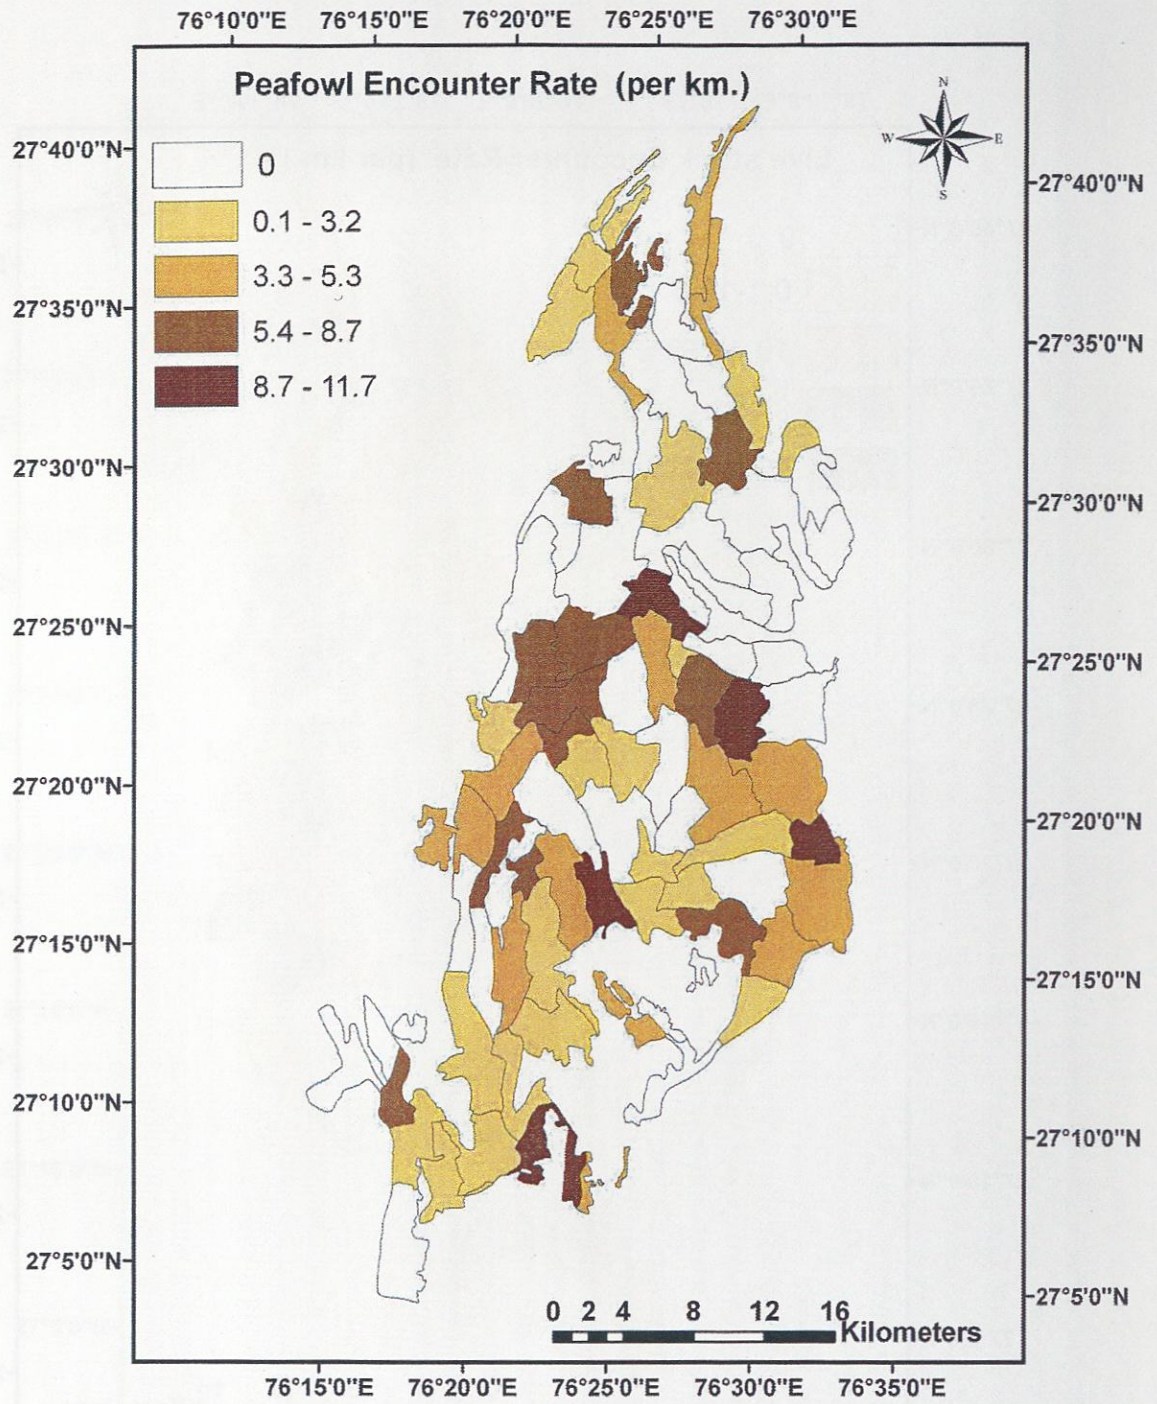 76°10'0"E 76°15'0"E 76°20'0"E 76°25'0"E 76°30'0"E
Peafowl Encounter Rate (per km.)
N
W E
S
0
0.1 - 3.2
3.3 - 5.3
5.4 - 8.7
8.7 - 11.7
27°40'0"N
27°35'0"N
27°30'0"N
27°25'0"N
27°20'0"N
27°15'0"N
27°10'0"N
27°5'0"N
27°40'0"N
27°35'0"N
27°30'0"N
27°25'0"N
27°20'0"N
27°15'0"N
27°10'0"N
27°5'0"N
0 2 4 8 12 16
Kilometers
76°15'0"E 76°20'0"E 76°25'0"E 76°30'0"E 76°35'0"E